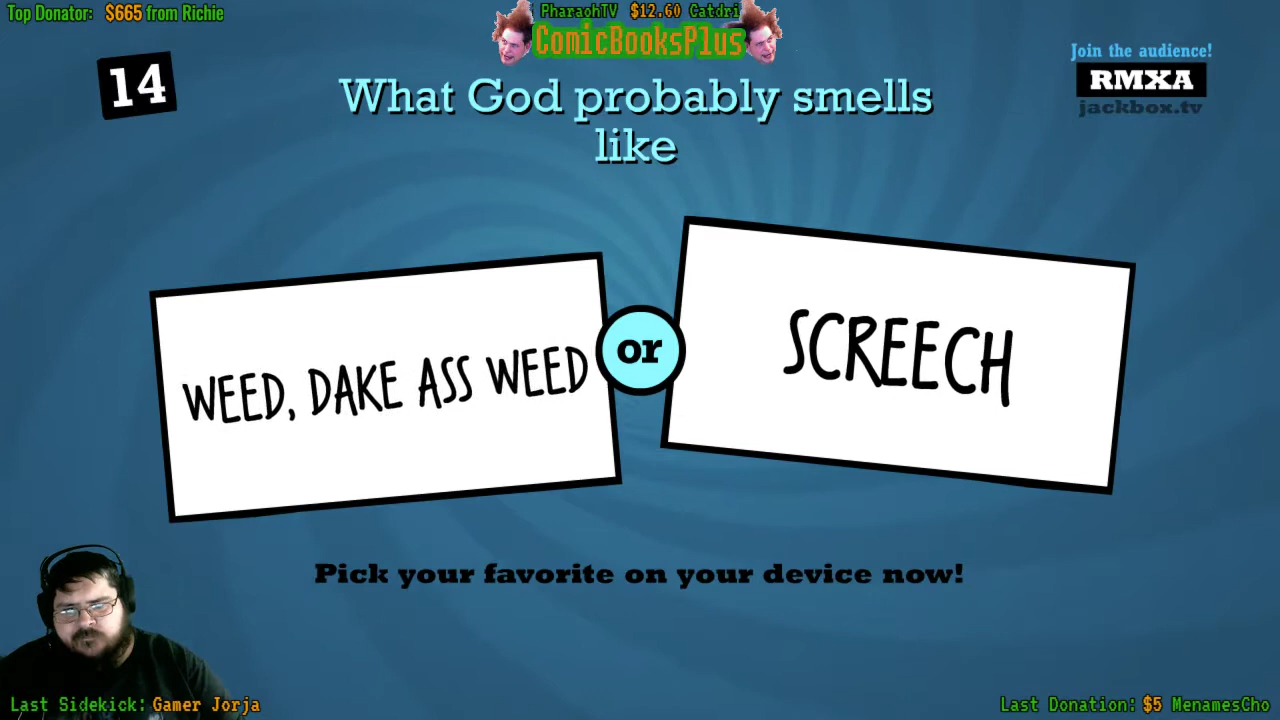 Top Donator: $665 from Richie
PharaohTV $12.60 Catdri
ComicBooksPlus
14
What God probably smells
like
Join the audience!
RMXA
jackbox.tv
WEED, DAKE ASS WEED
or
SCREECH
Pick your favorite on your device now!
Last Sidekick: Gamer Jorja
Last Donation: $5 MenamesCho